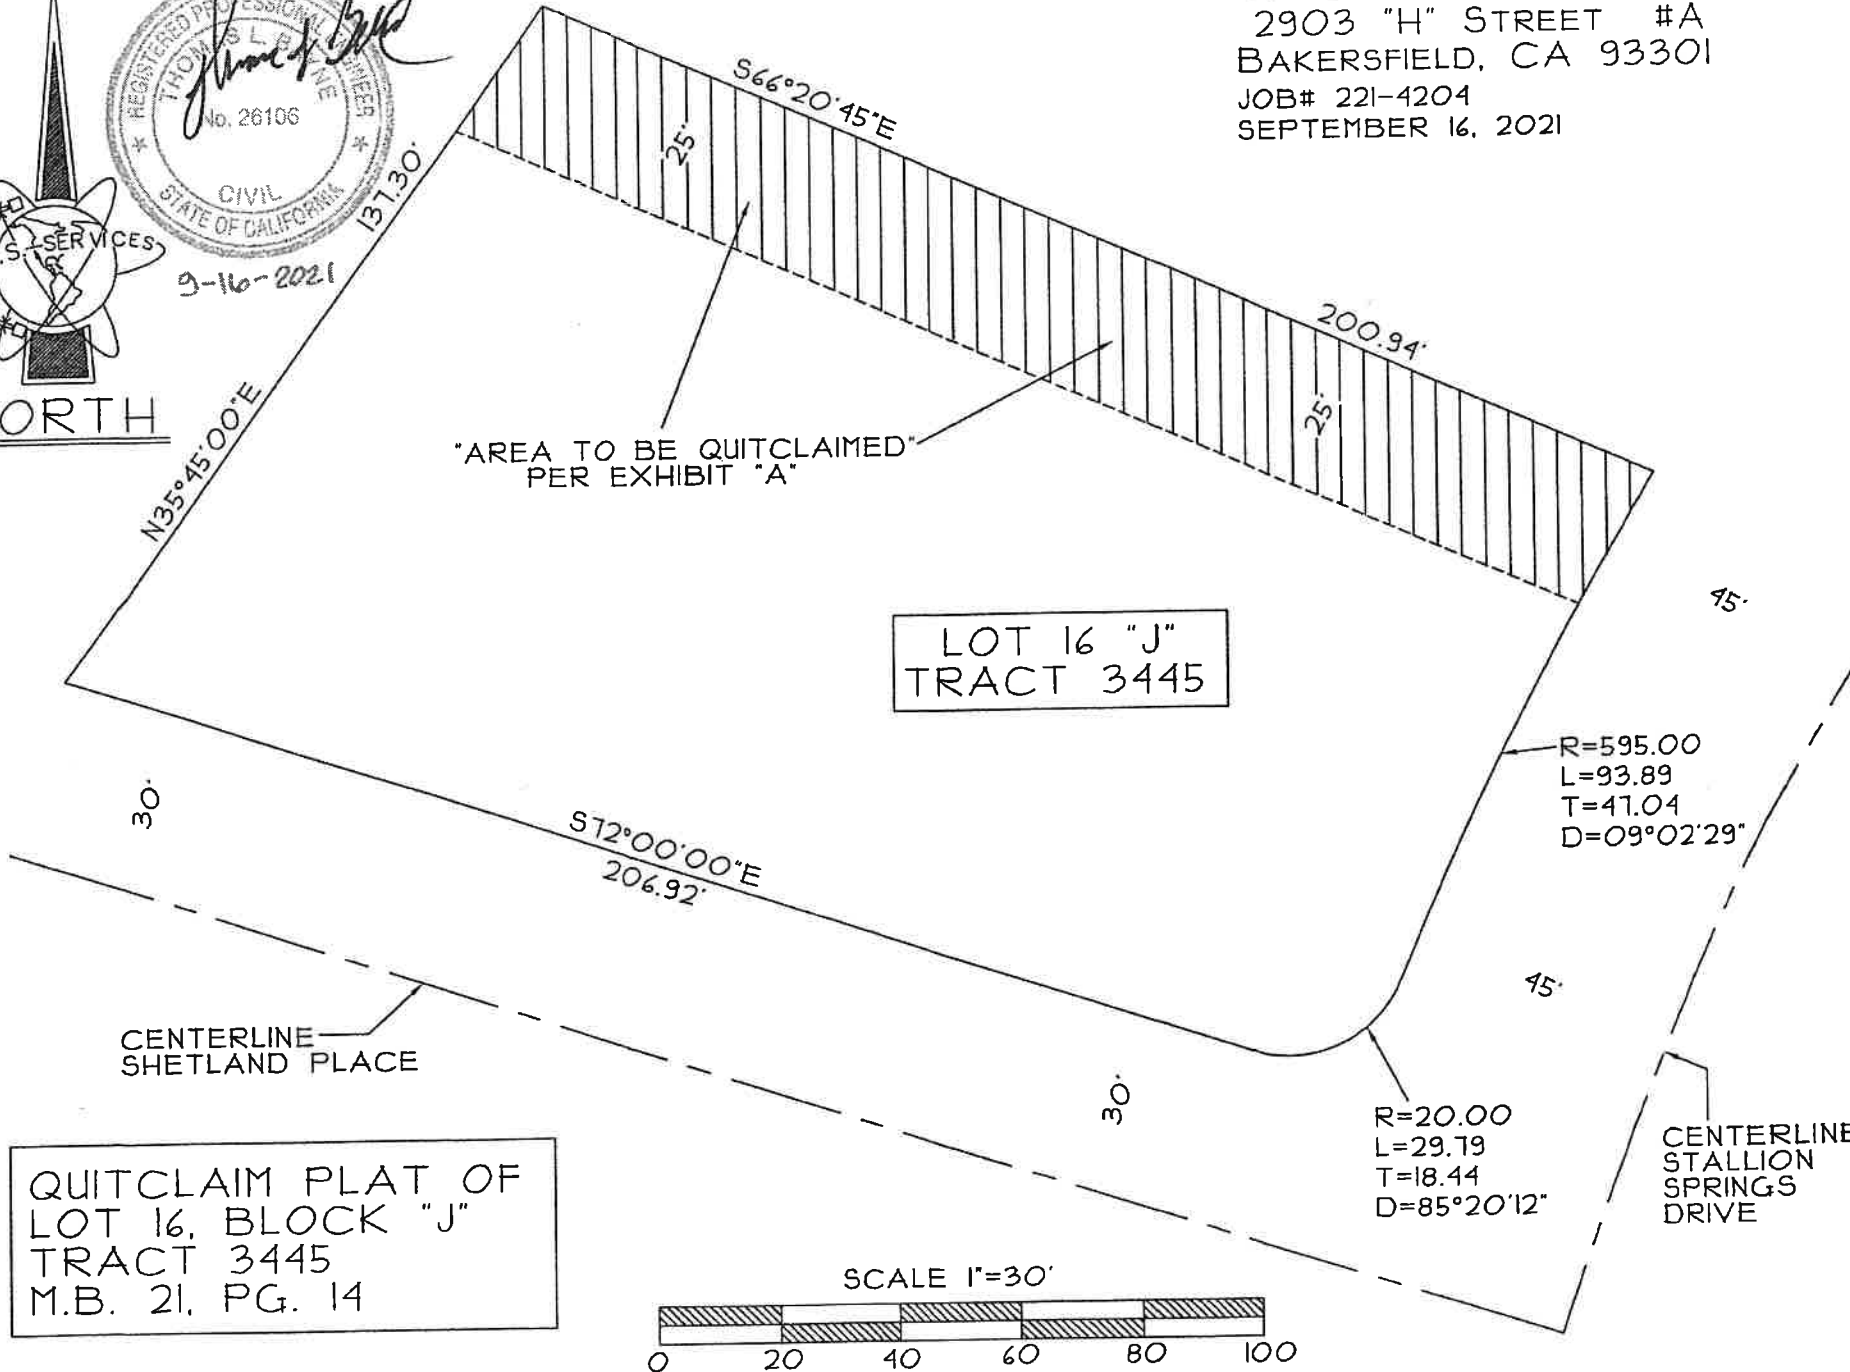 2903 "H" STREET #A
BAKERSFIELD, CA 93301
JOB# 221-4204
SEPTEMBER 16, 2021
REGISTERED PROFESSIONAL ENGINEER
THOMAS L.
No. 26106
CIVIL
STATE OF CALIFORNIA
9-16-2021
S. SERVICES
ORTH
137.30'
N35°45'00"E
S66°20'45"E
200.94'
25'
25'
"AREA TO BE QUITCLAIMED"
PER EXHIBIT "A"
LOT 16 "J"
TRACT 3445
45'
R=595.00
L=93.89
T=47.04
D=09°02'29"
30'
S72°00'00"E
206.92'
45'
CENTERLINE
SHETLAND PLACE
30'
R=20.00
L=29.79
T=18.44
D=85°20'12"
CENTERLINE
STALLION
SPRINGS
DRIVE
QUITCLAIM PLAT OF
LOT 16, BLOCK "J"
TRACT 3445
M.B. 21, PG. 14
SCALE 1"=30'
0 20 40 60 80 100